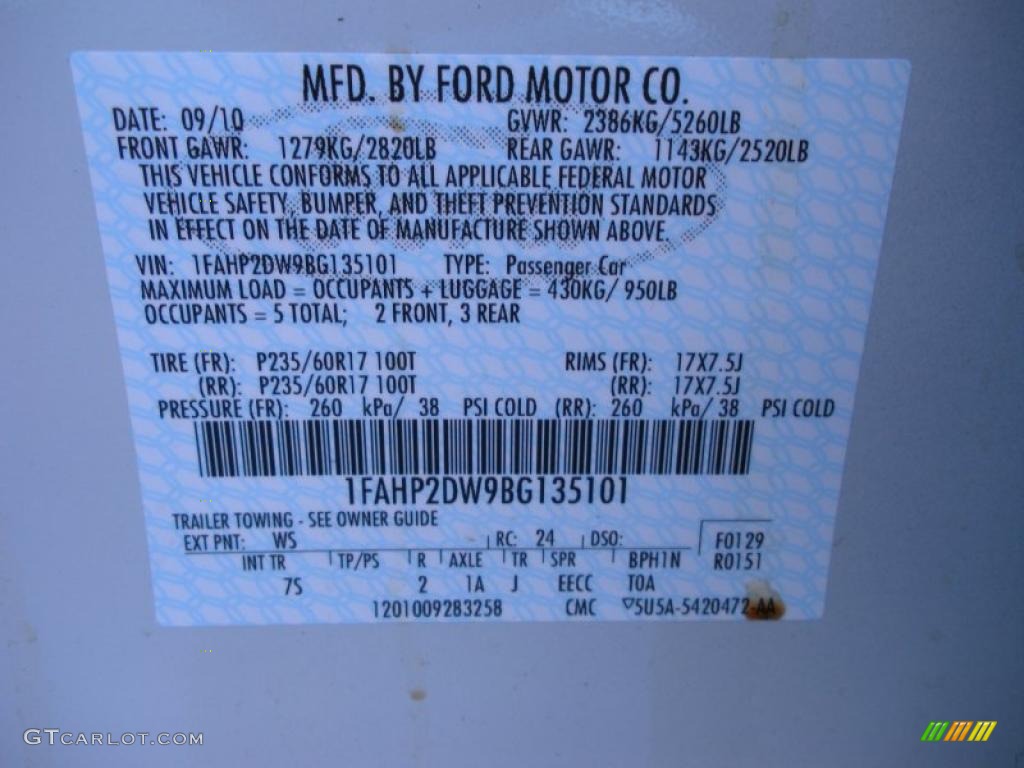 MFD. BY FORD MOTOR CO.
DATE: 09/10 GVWR: 2386KG/5260LB
FRONT GAWR: 1279KG/2820LB REAR GAWR: 1143KG/2520LB
THIS VEHICLE CONFORMS TO ALL APPLICABLE FEDERAL MOTOR
VEHICLE SAFETY, BUMPER, AND THEFT PREVENTION STANDARDS
IN EFFECT ON THE DATE OF MANUFACTURE SHOWN ABOVE.
VIN: 1FAHP2DW9BG135101 TYPE: Passenger Car
MAXIMUM LOAD = OCCUPANTS + LUGGAGE = 430KG/ 950LB
OCCUPANTS = 5 TOTAL; 2 FRONT, 3 REAR
TIRE (FR): P235/60R17 100T RIMS (FR): 17X7.5J
(RR): P235/60R17 100T (RR): 17X7.5J
PRESSURE (FR): 260 kPa/ 38 PSI COLD (RR): 260 kPa/ 38 PSI COLD
1FAHP2DW9BG135101
TRAILER TOWING - SEE OWNER GUIDE
EXT PNT: WS RC: 24 DSO: F0129
INT TR TP/PS R AXLE TR SPR BPH1N R0151
7S 2 1A J EECC TOA
1201009283258 CMC ▽5U5A-5420472-AA
GTCARLOT.COM